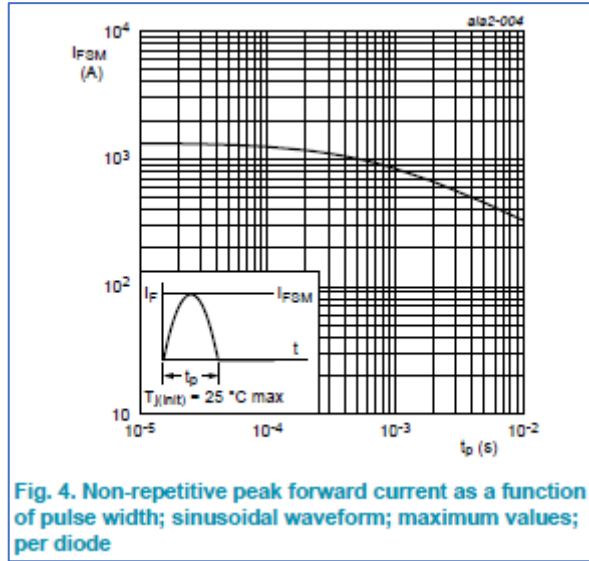 ala2-004
10⁴
I_FSM
(A)
10³
10²
I_F
I_FSM
t
t_p
T_j(init) = 25 °C max
10
10⁻⁵
10⁻⁴
10⁻³
10⁻²
t_p (s)
Fig. 4. Non-repetitive peak forward current as a function
of pulse width; sinusoidal waveform; maximum values;
per diode